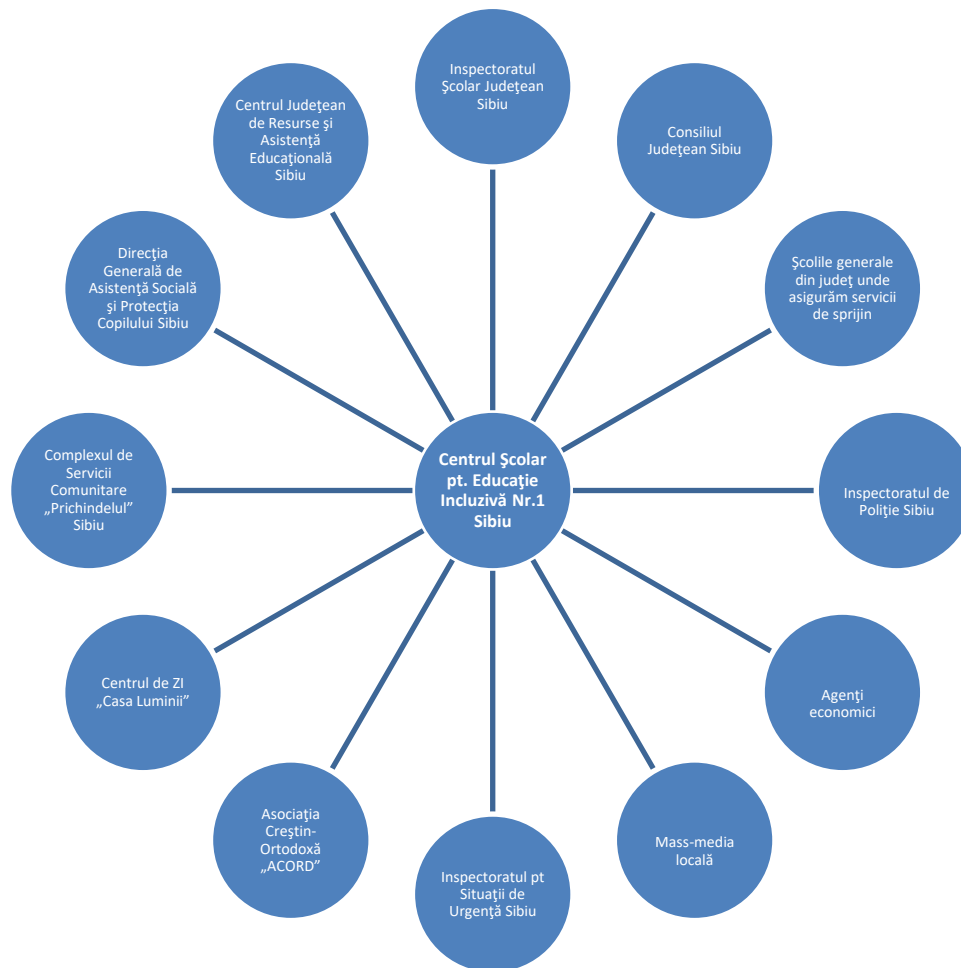 Inspectoratul
Şcolar Judeţean
Sibiu
Consiliul
Judeţean Sibiu
Şcolile generale
din judeţ unde
asigurăm servicii
de sprijin
Inspectoratul de
Poliţie Sibiu
Agenţi
economici
Mass-media
locală
Inspectoratul pt
Situaţii de
Urgenţă Sibiu
Asociaţia
Creştin-
Ortodoxă
„ACORD”
Centrul de ZI
„Casa Luminii”
Complexul de
Servicii
Comunitare
„Prichindelul”
Sibiu
Direcţia
Generală de
Asistenţă Socială
şi Protecţia
Copilului Sibiu
Centrul Judeţean
de Resurse şi
Asistenţă
Educaţională
Sibiu
Centrul Şcolar
pt. Educaţie
Incluzivă Nr.1
Sibiu